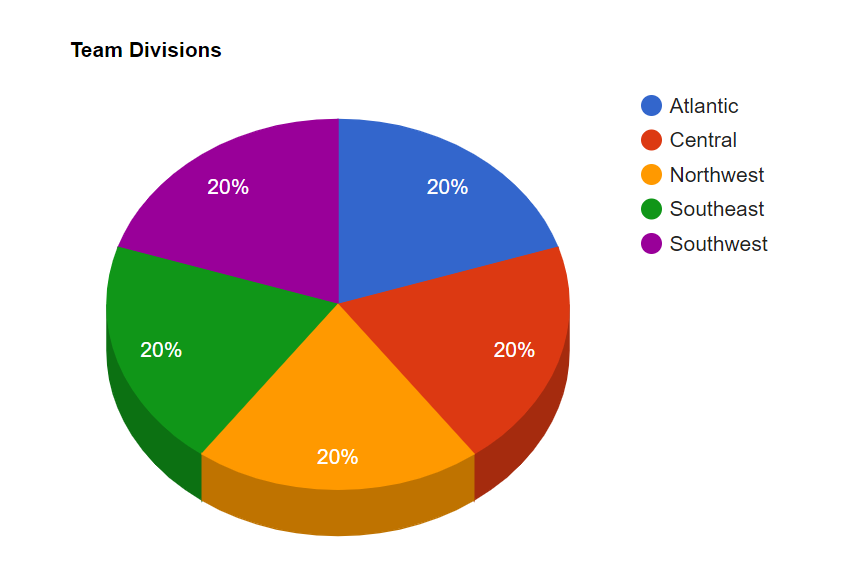 Team Divisions
Atlantic
Central
Northwest
Southeast
Southwest
20%
20%
20%
20%
20%